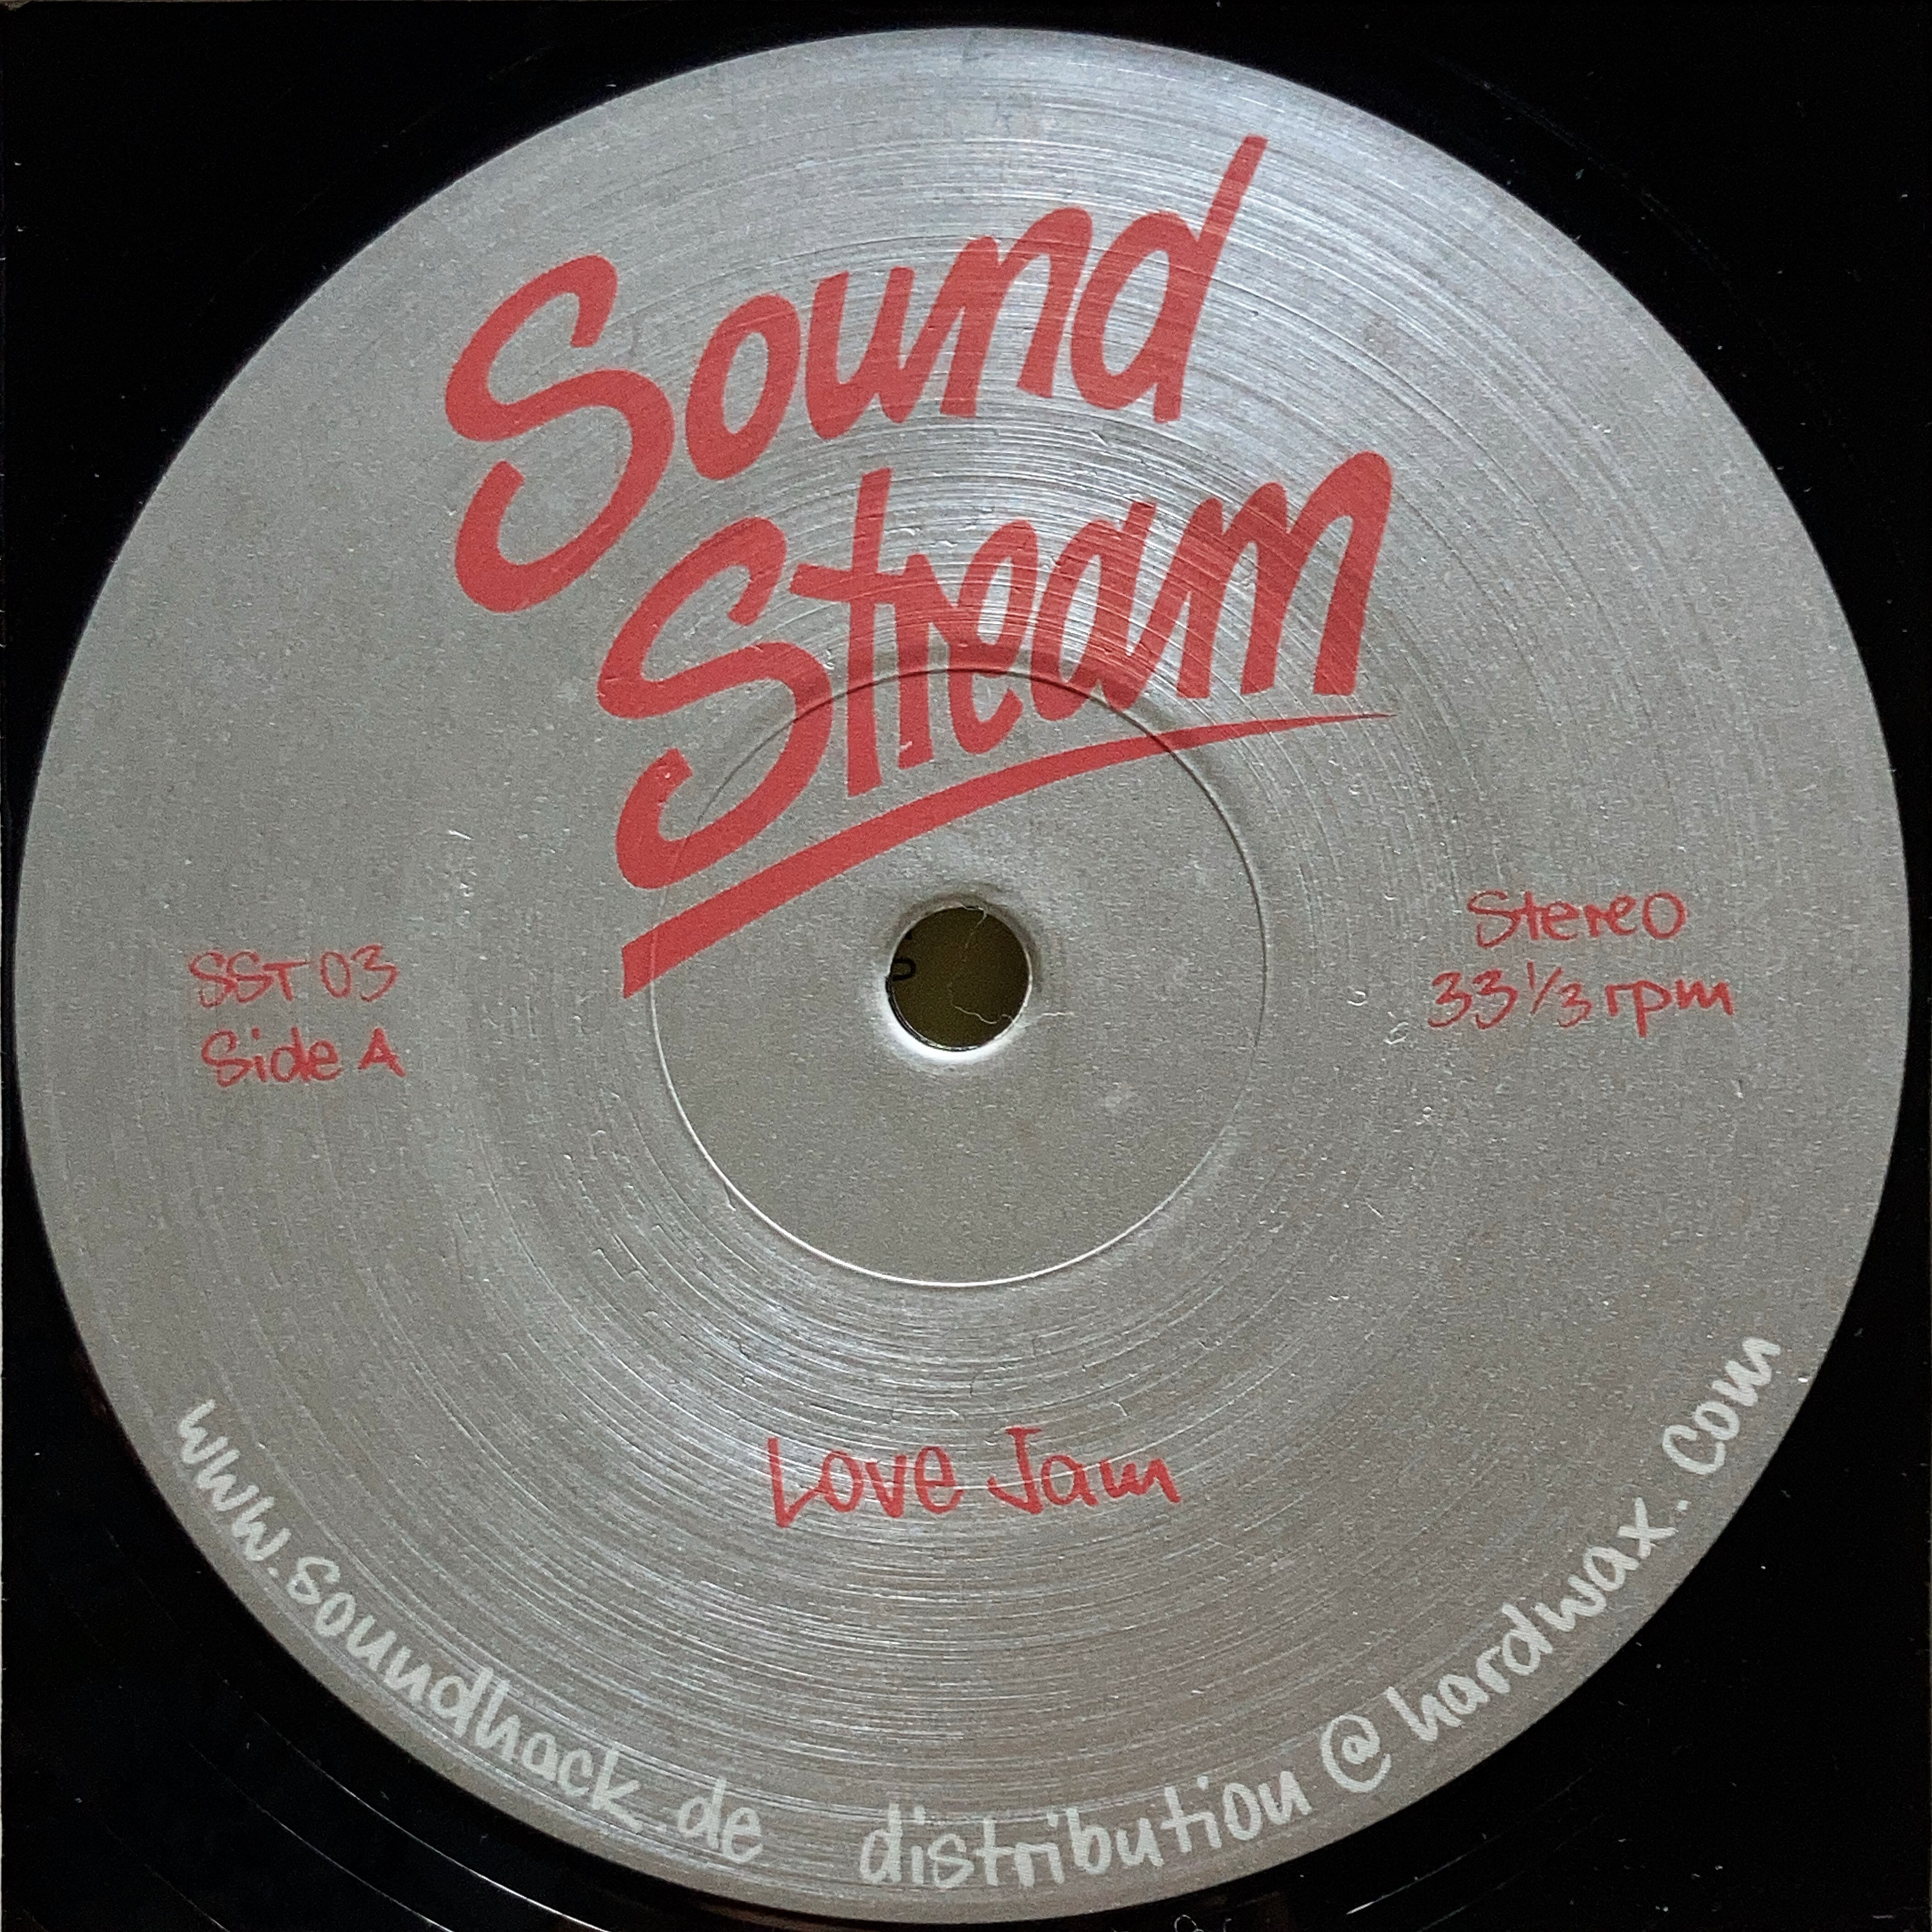 Sound
Stream
SST 03
Side A
Stereo
33 1/3 rpm
Love Jam
www.soundhack.de distribution @ hardwax.com